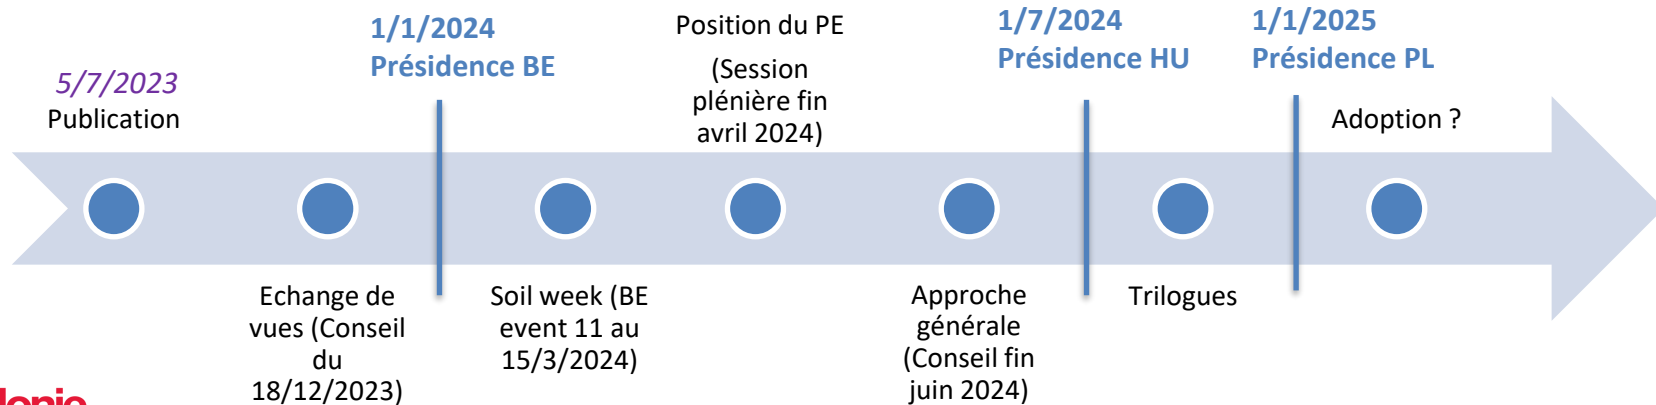 5/7/2023
Publication
Echange de
vues (Conseil
du
18/12/2023)
1/1/2024
Présidence BE
Soil week (BE
event 11 au
15/3/2024)
Position du PE
(Session
plénière fin
avril 2024)
Approche
générale
(Conseil fin
juin 2024)
1/7/2024
Présidence HU
Trilogues
1/1/2025
Présidence PL
Adoption ?